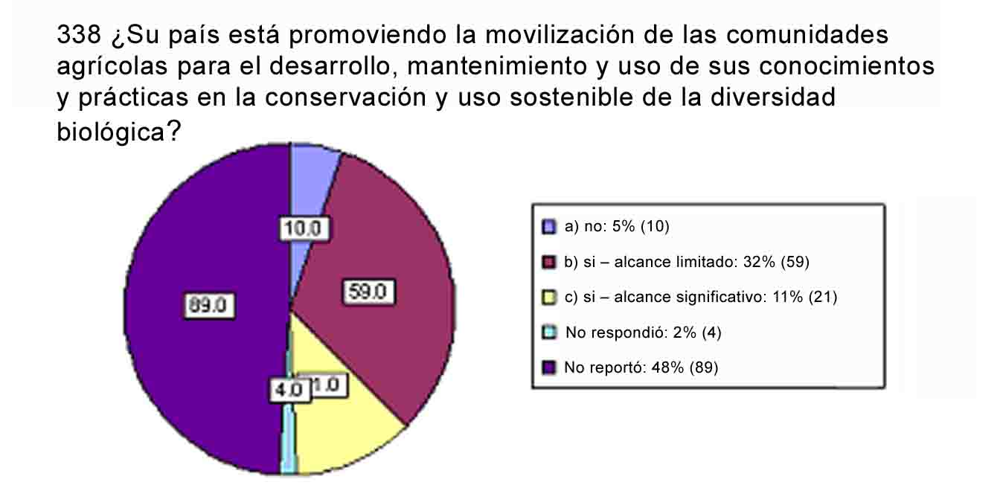 338 ¿Su país está promoviendo la movilización de las comunidades
agrícolas para el desarrollo, mantenimiento y uso de sus conocimientos
y prácticas en la conservación y uso sostenible de la diversidad
biológica?
10.0
59.0
89.0
4.0
1.0
a) no: 5% (10)
b) si – alcance limitado: 32% (59)
c) si – alcance significativo: 11% (21)
No respondió: 2% (4)
No reportó: 48% (89)